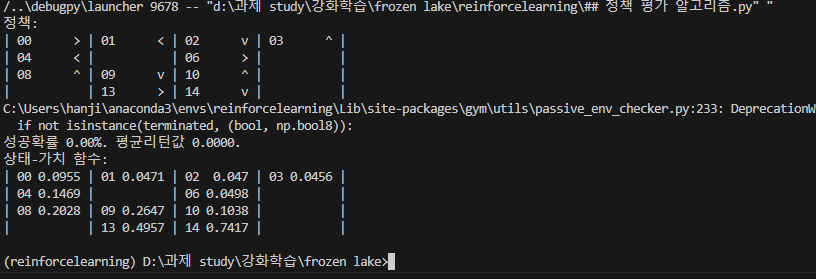 /..\debugpy\launcher 9678 -- "d:\과제 study\강화학습\frozen lake\reinforcelearning\## 정책 평가 알고리즘.py" "
정책:
| 00      > | 01      < | 02      v | 03      ^ |
| 04      < |           | 06      > |           |
| 08      ^ | 09      v | 10      ^ |           |
|           | 13      > | 14      v |           |
C:\Users\hanji\anaconda3\envs\reinforcelearning\Lib\site-packages\gym\utils\passive_env_checker.py:233: DeprecationW
  if not isinstance(terminated, (bool, np.bool8)):
성공확률 0.00%. 평균리턴값 0.0000.
상태-가치 함수:
| 00 0.0955 | 01 0.0471 | 02  0.047 | 03 0.0456 |
| 04 0.1469 |           | 06 0.0498 |           |
| 08 0.2028 | 09 0.2647 | 10 0.1038 |           |
|           | 13 0.4957 | 14 0.7417 |           |
(reinforcelearning) D:\과제 study\강화학습\frozen lake>